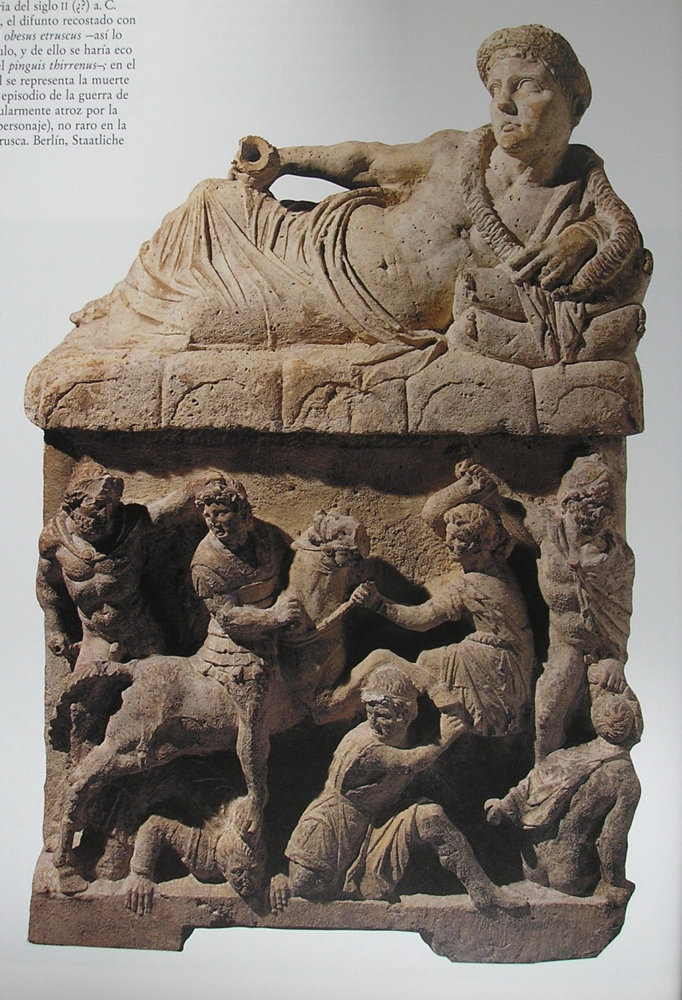 ria del siglo II (¿?) a. C.
, el difunto recostado con
obesus etruscus —así lo
ulo, y de ello se haría eco
el pinguis thirrenus—; en el
l se representa la muerte
episodio de la guerra de
ularmente atroz por la
personaje), no raro en la
rusca. Berlín, Staatliche